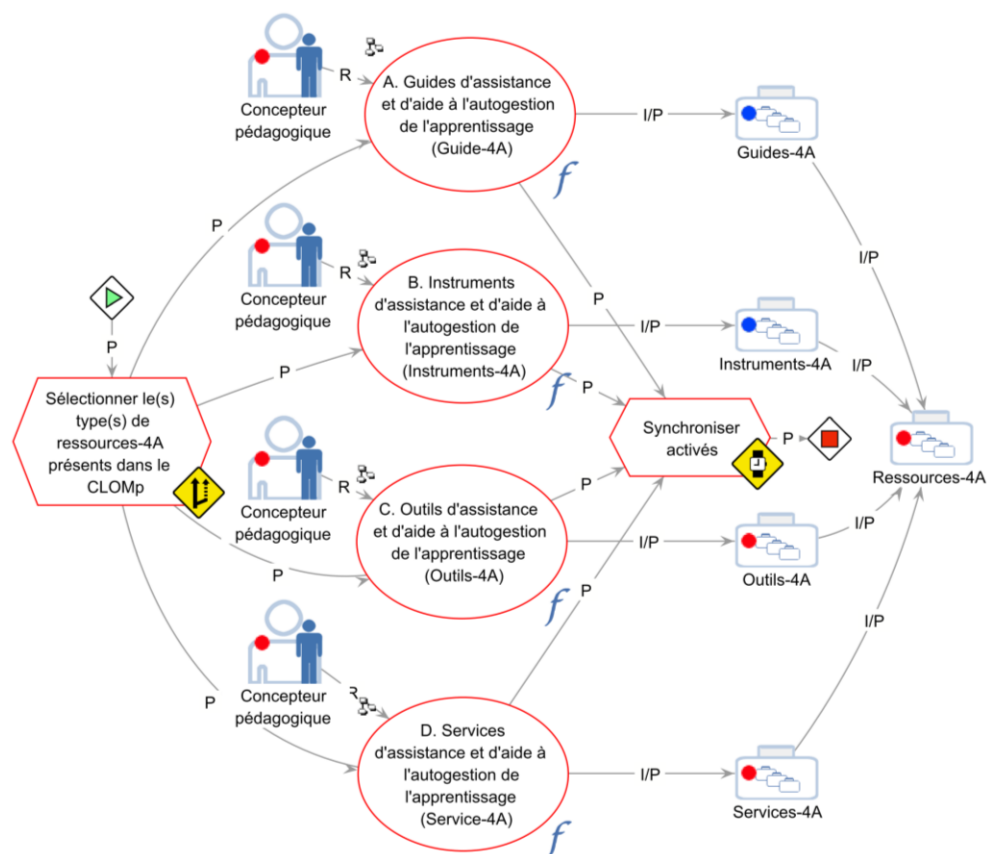 Concepteur
pédagogique
R
A. Guides d'assistance
et d'aide à l'autogestion
de l'apprentissage
(Guide-4A)
f
I/P
Guides-4A
P
I/P
Concepteur
pédagogique
R
B. Instruments
d'assistance et d'aide à
l'autogestion de
l'apprentissage
(Instruments-4A)
f
P
I/P
Instruments-4A
I/P
P
P
P
Sélectionner le(s)
type(s) de
ressources-4A
présents dans le
CLOMp
Synchroniser
activés
P
Ressources-4A
Concepteur
pédagogique
R
C. Outils d'assistance
et d'aide à l'autogestion
de l'apprentissage
(Outils-4A)
f
P
I/P
Outils-4A
I/P
P
P
I/P
Concepteur
pédagogique
R
P
D. Services
d'assistance et d'aide à
l'autogestion de
l'apprentissage
(Service-4A)
f
I/P
Services-4A